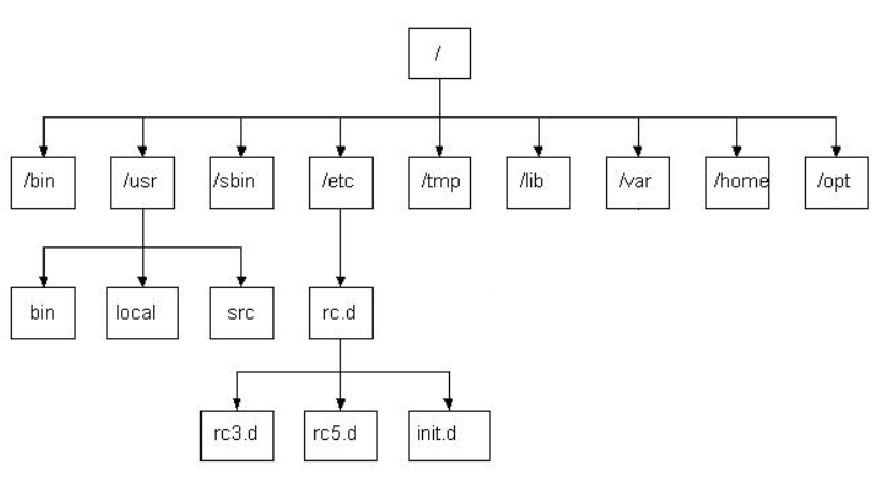 /
/bin /usr /sbin /etc /tmp /lib /var /home /opt
bin local src rc.d
rc3.d rc5.d init.d